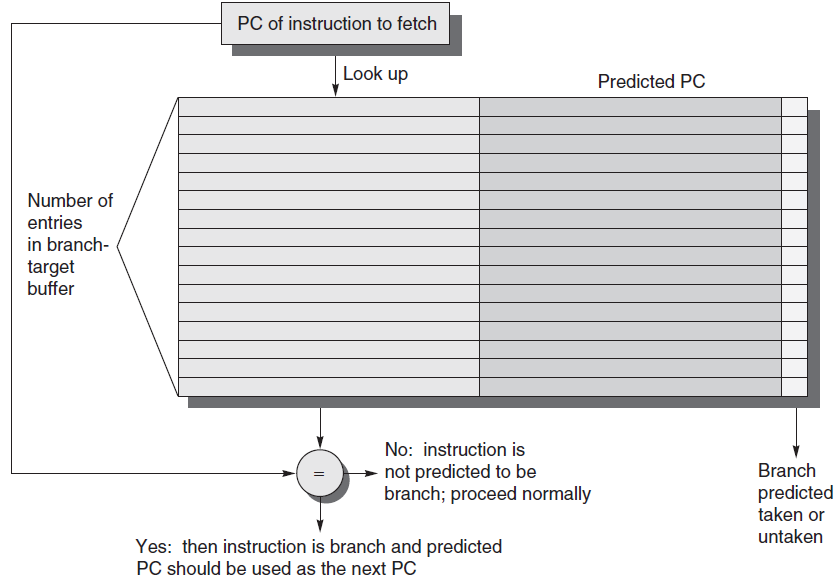 PC of instruction to fetch
Look up
Predicted PC
Number of
entries
in branch-
target
buffer
No: instruction is
not predicted to be
branch; proceed normally
=
Branch
predicted
taken or
untaken
Yes: then instruction is branch and predicted
PC should be used as the next PC